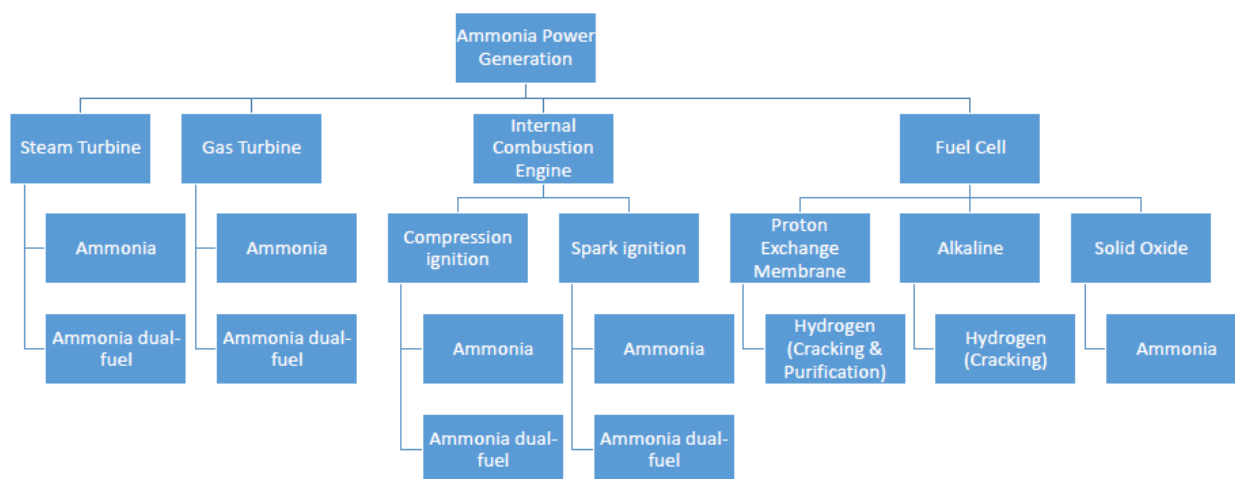 Ammonia Power
Generation
Steam Turbine
Gas Turbine
Internal
Combustion
Engine
Fuel Cell
Ammonia
Ammonia
Compression
ignition
Spark ignition
Proton
Exchange
Membrane
Alkaline
Solid Oxide
Ammonia dual-
fuel
Ammonia dual-
fuel
Ammonia
Ammonia
Hydrogen
(Cracking &
Purification)
Hydrogen
(Cracking)
Ammonia
Ammonia dual-
fuel
Ammonia dual-
fuel